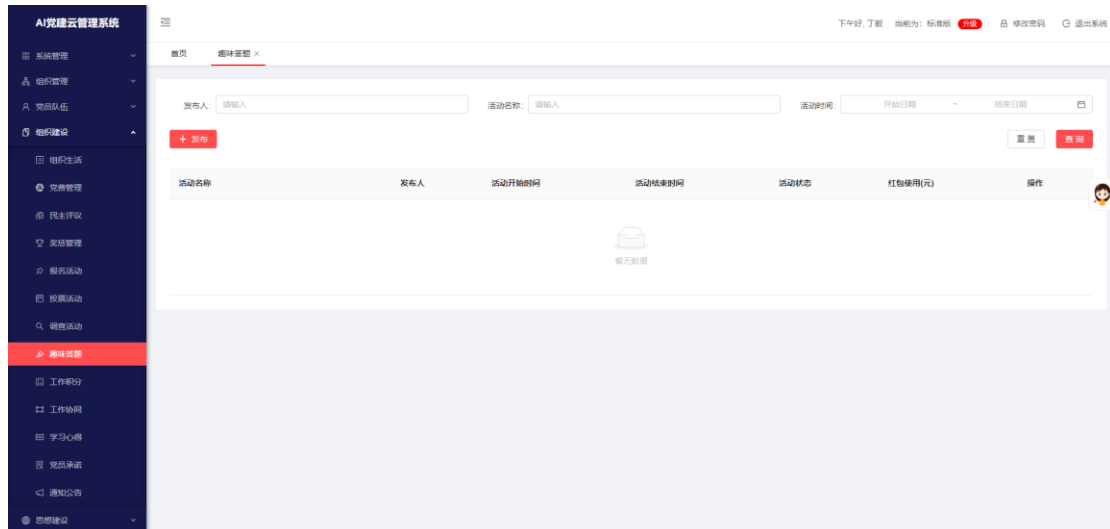 AI党建云管理系统
下午好, 丁毅 当前为: 标准版 升级 修改密码 退出系统
系统管理
首页 趣味答题 ×
组织管理
党员队伍
发布人: 请输入 活动名称: 请输入 活动时间: 开始日期 ~ 结束日期
组织建设
+ 发布 重置 查询
组织生活
活动名称 发布人 活动开始时间 活动结束时间 活动状态 红包使用(元) 操作
党费管理
民主评议
奖惩管理
暂无数据
报名活动
投票活动
调查活动
趣味答题
工作积分
工作协同
学习心得
党员承诺
通知公告
思想建设